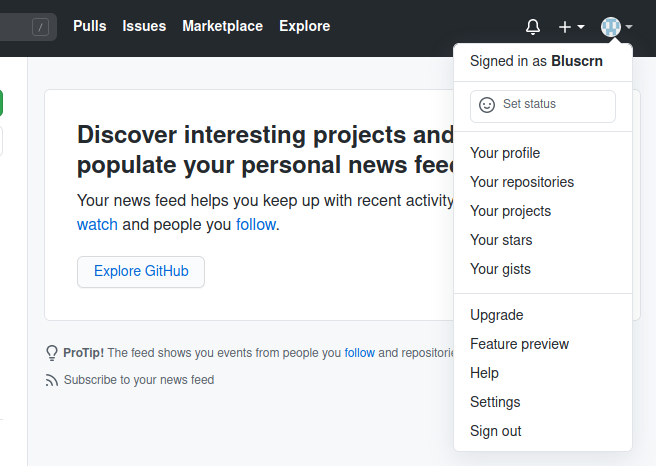 /
Pulls Issues Marketplace Explore
Signed in as Bluscrn
Set status
Your profile
Your repositories
Your projects
Your stars
Your gists
Upgrade
Feature preview
Help
Settings
Sign out
Discover interesting projects and
populate your personal news
Your news feed helps you keep up with recent activity
watch and people you follow.
Explore GitHub
ProTip! The feed shows you events from people you follow and
Subscribe to your news feed